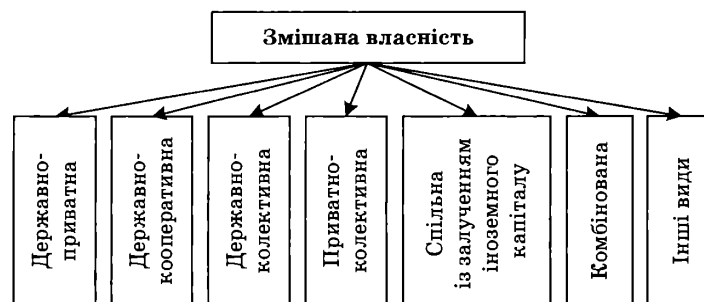 Змішана власність
Державно-
приватна
Державно-
кооперативна
Державно-
колективна
Приватно-
колективна
Спільна
із залученням
іноземного
капіталу
Комбінована
Інші види